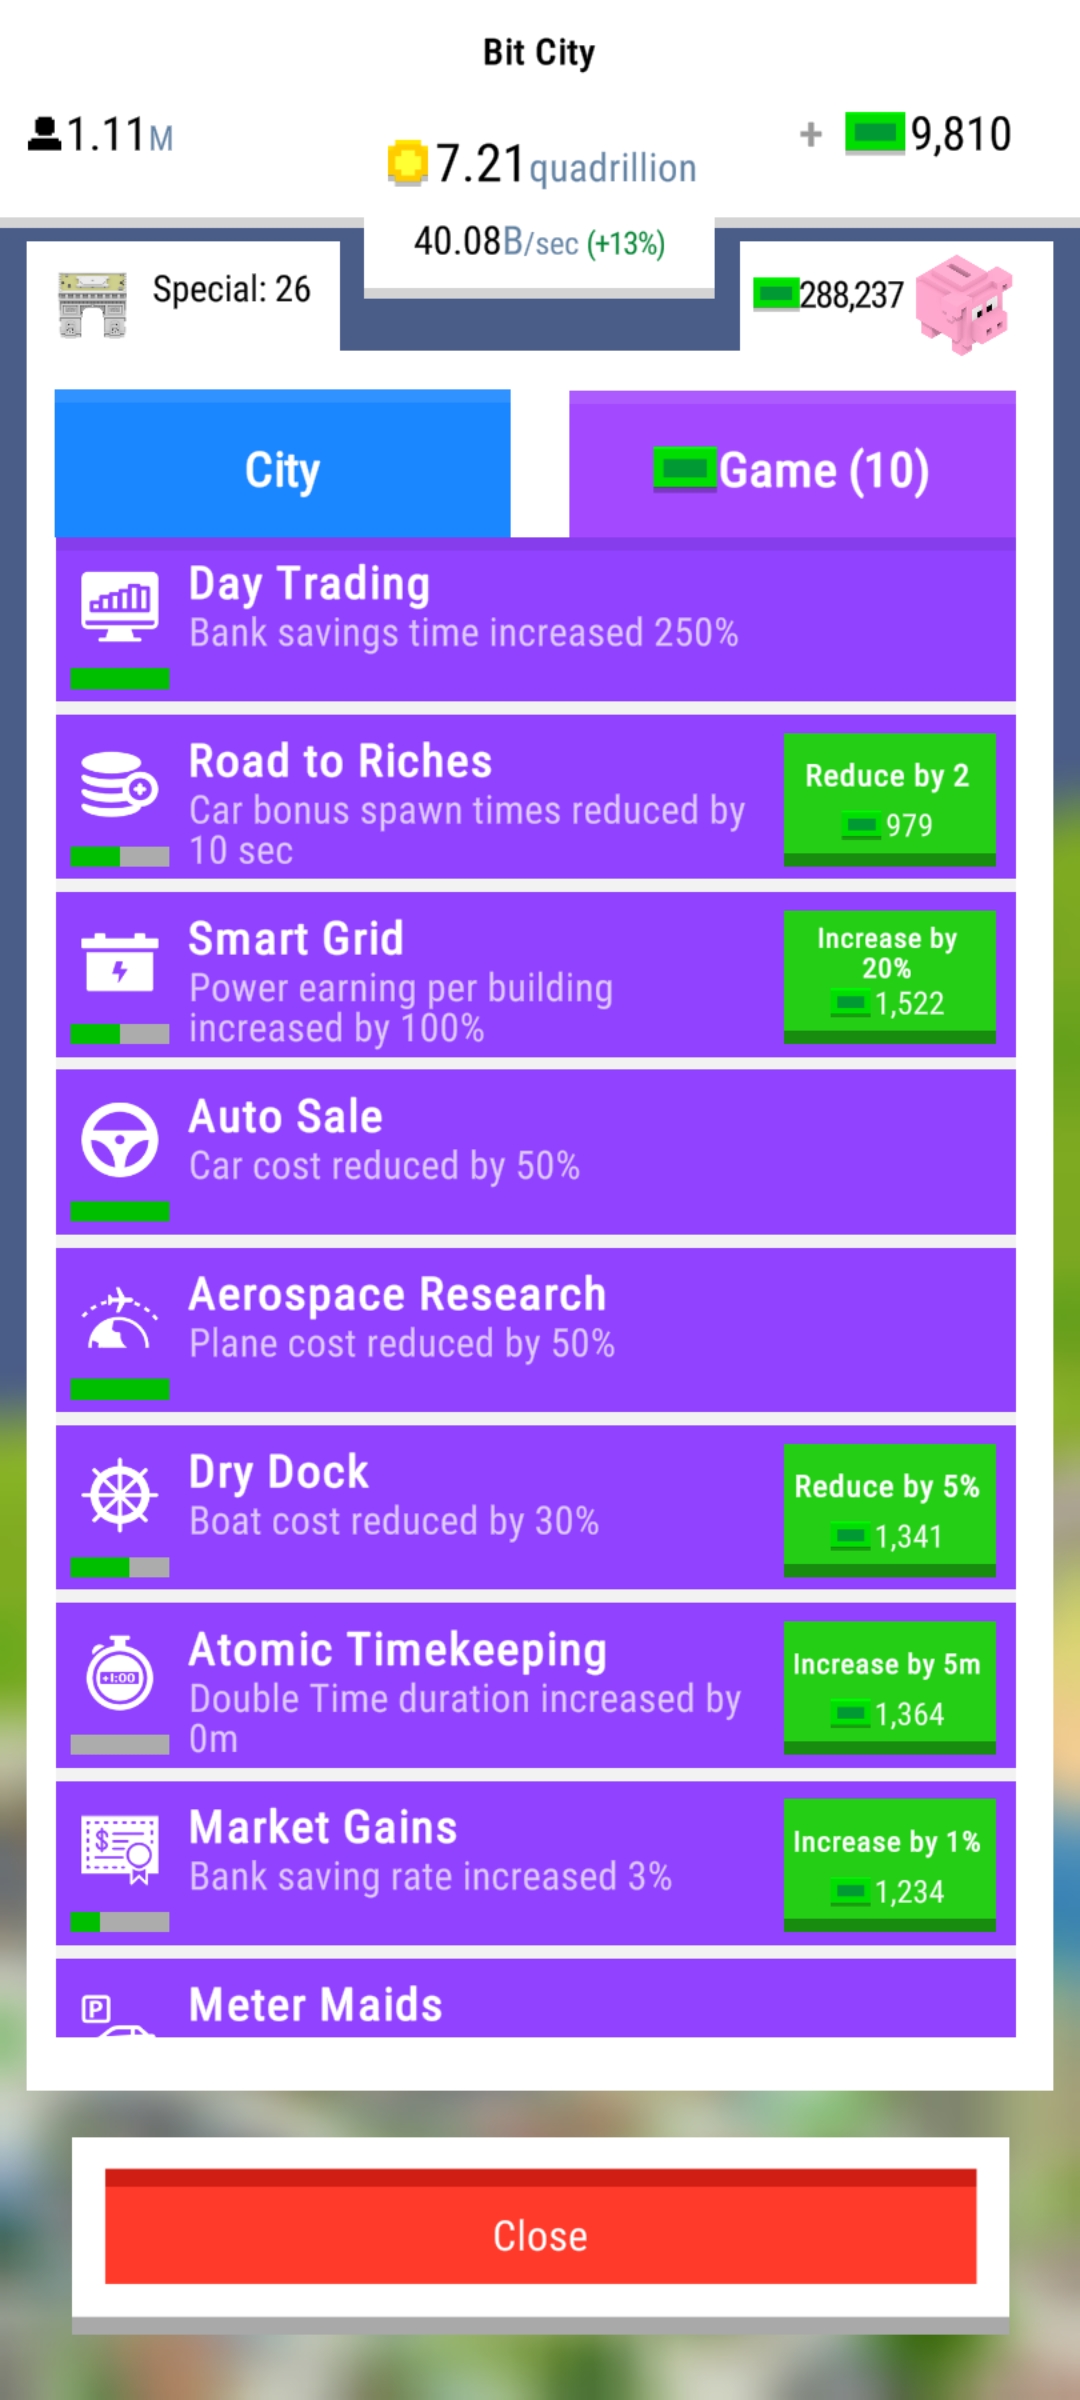 Bit City
1.11M
7.21quadrillion
+ 9,810
40.08B/sec (+13%)
Special: 26
288,237
City
Game (10)
Day Trading
Bank savings time increased 250%
Road to Riches
Car bonus spawn times reduced by
10 sec
Reduce by 2
979
Smart Grid
Power earning per building
increased by 100%
Increase by
20%
1,522
Auto Sale
Car cost reduced by 50%
Aerospace Research
Plane cost reduced by 50%
Dry Dock
Boat cost reduced by 30%
Reduce by 5%
1,341
+1:00
Atomic Timekeeping
Double Time duration increased by
0m
Increase by 5m
1,364
$
Market Gains
Bank saving rate increased 3%
Increase by 1%
1,234
P
Meter Maids
Close